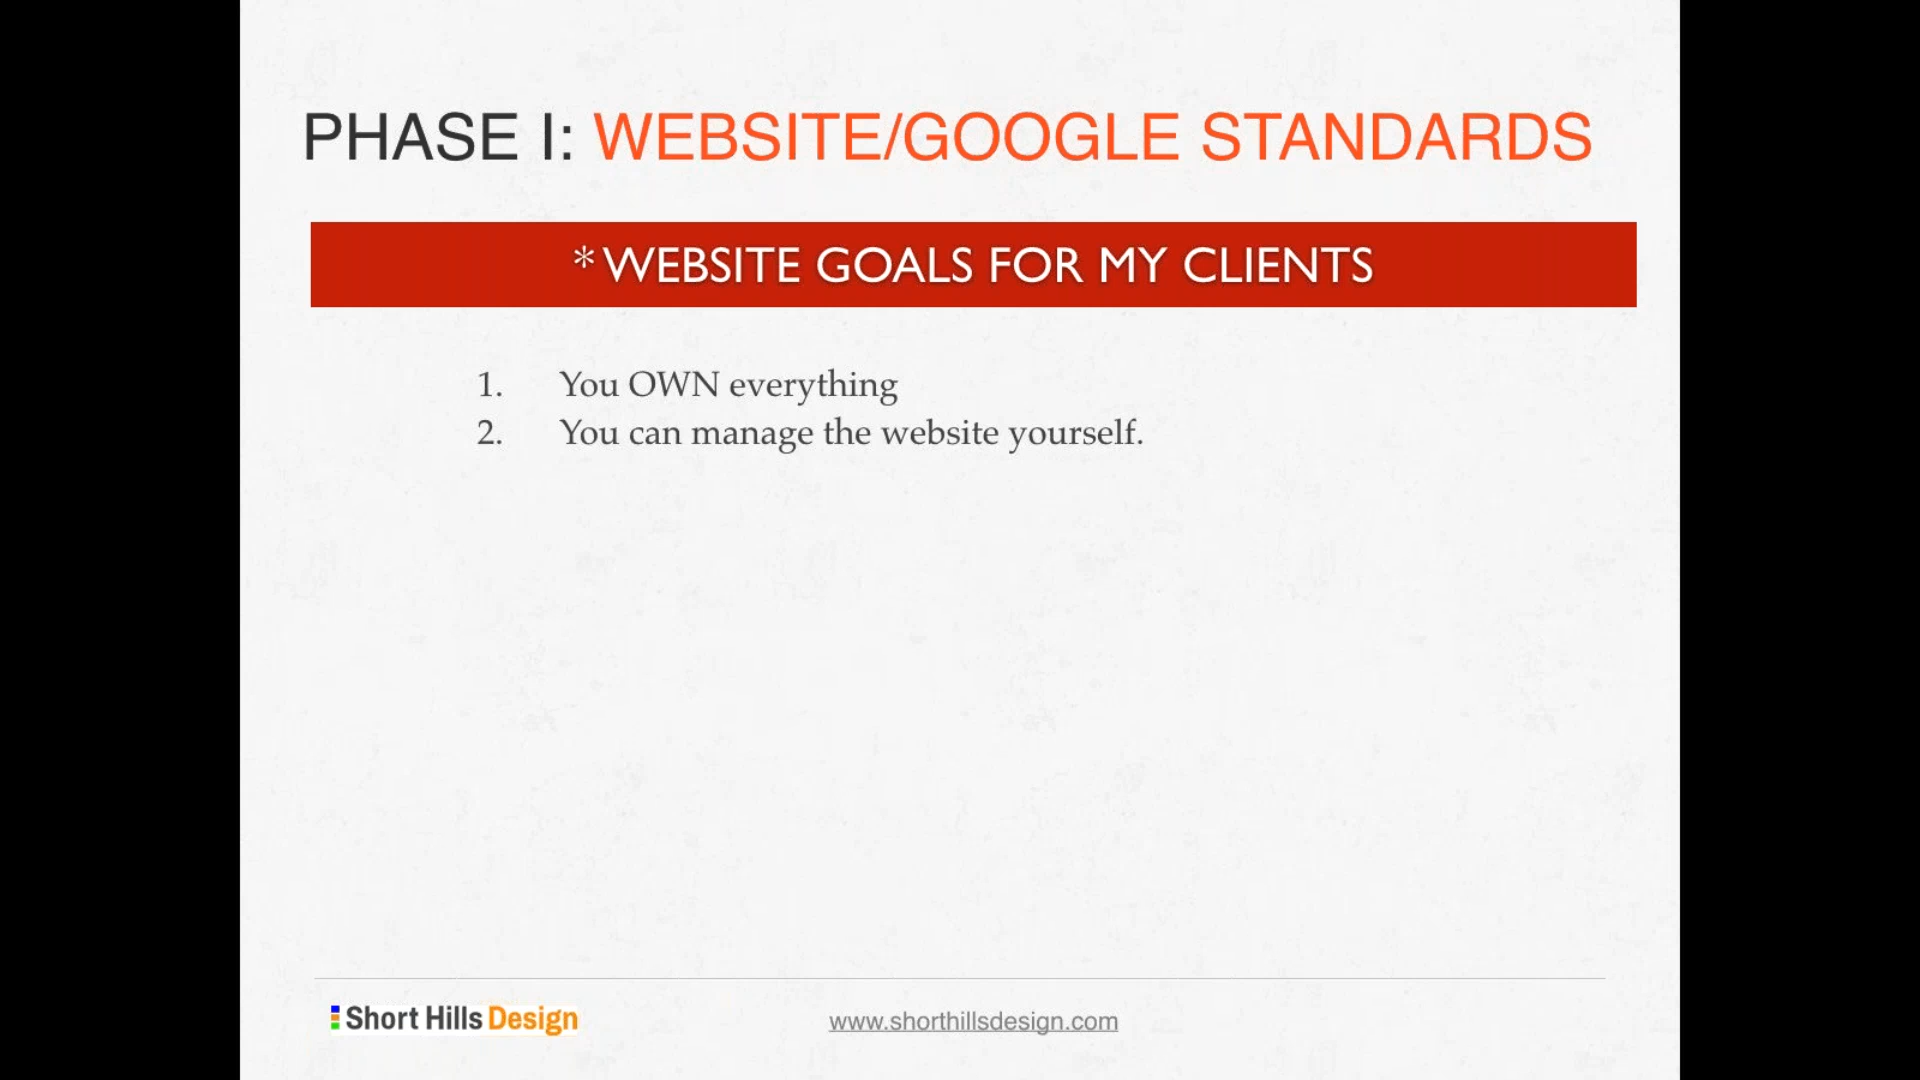 PHASE I: WEBSITE/GOOGLE STANDARDS
* WEBSITE GOALS FOR MY CLIENTS
1. You OWN everything
2. You can manage the website yourself.
Short Hills Design
www.shorthillsdesign.com